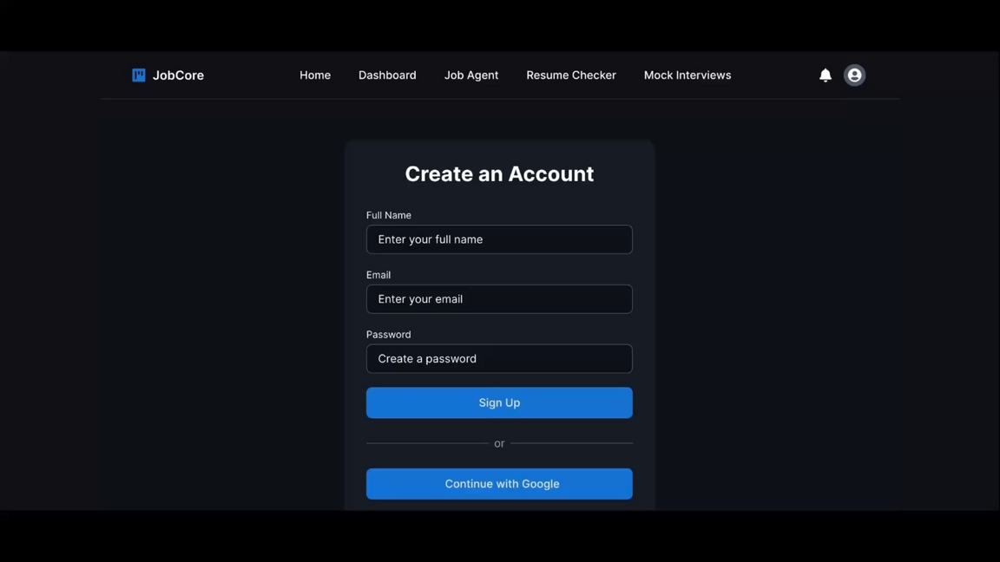 JobCore Home Dashboard Job Agent Resume Checker Mock Interviews
Create an Account
Full Name
Enter your full name
Email
Enter your email
Password
Create a password
Sign Up
or
Continue with Google